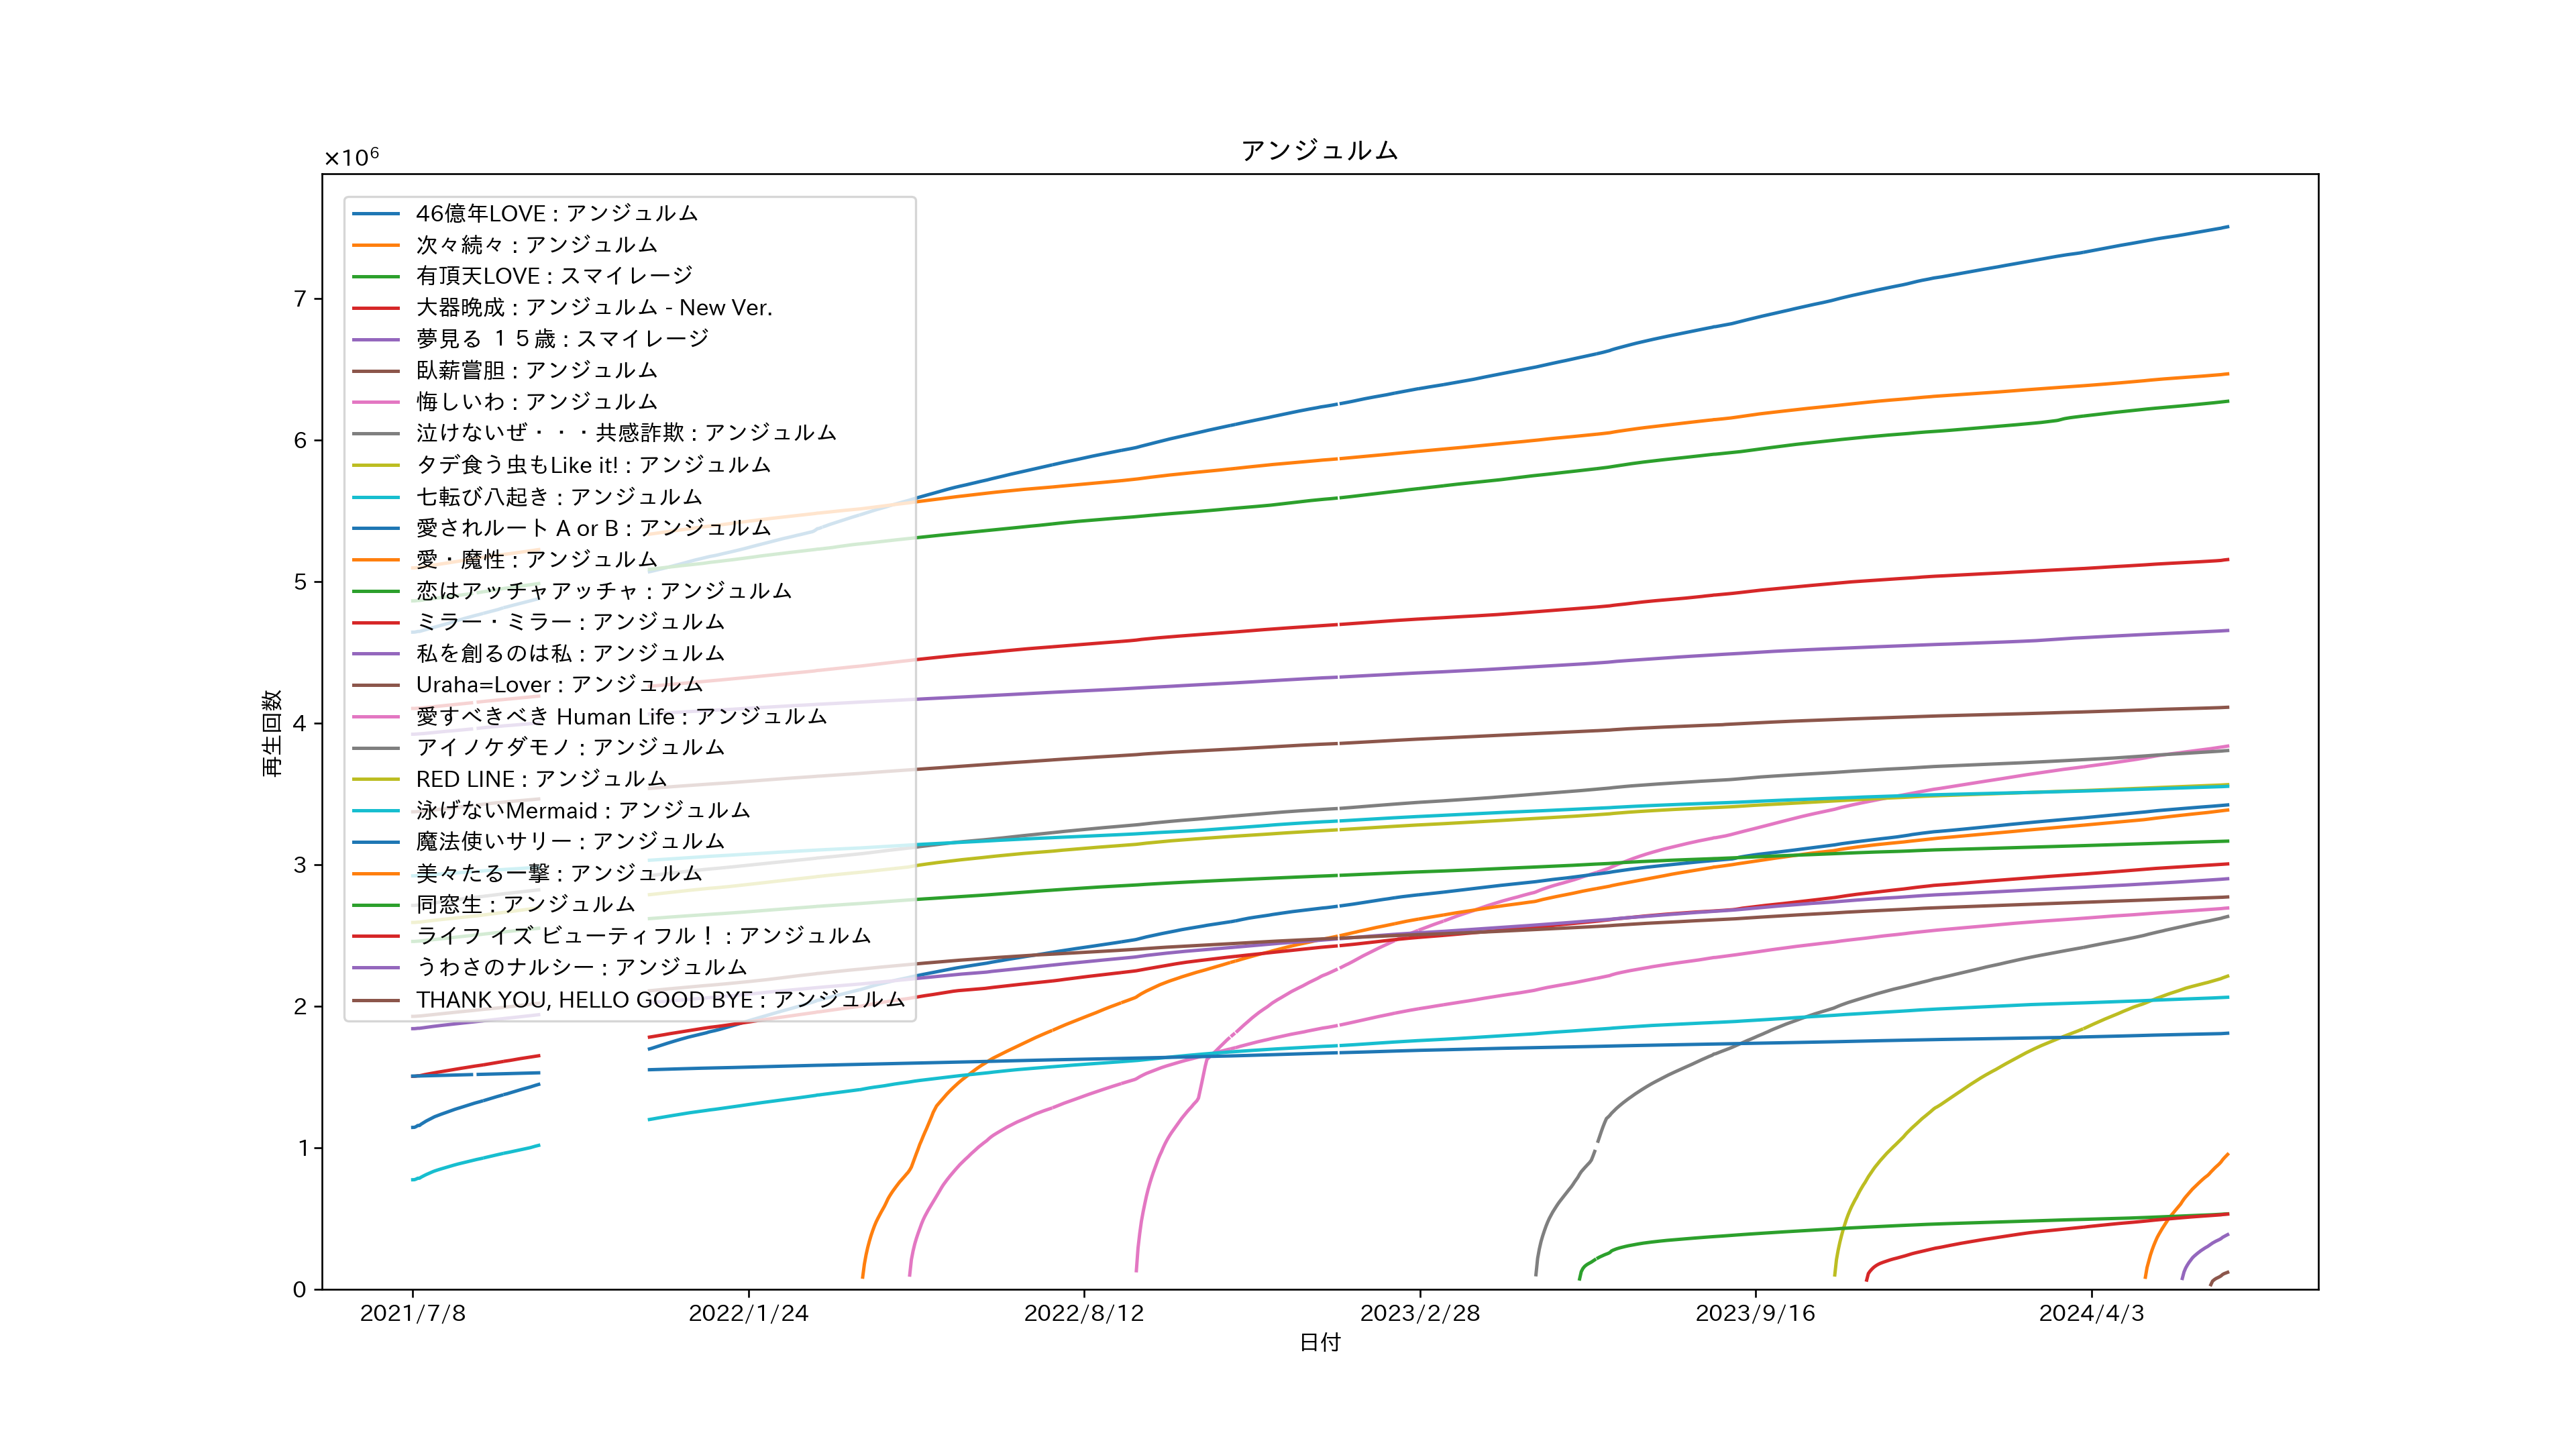 アンジュルム
×10⁶
46億年LOVE : アンジュルム
次々続々 : アンジュルム
有頂天LOVE : スマイレージ
大器晩成 : アンジュルム - New Ver.
夢見る １５歳 : スマイレージ
臥薪嘗胆 : アンジュルム
悔しいわ : アンジュルム
泣けないぜ・・・共感詐欺 : アンジュルム
タデ食う虫もLike it! : アンジュルム
七転び八起き : アンジュルム
愛されルート A or B : アンジュルム
愛・魔性 : アンジュルム
恋はアッチャアッチャ : アンジュルム
ミラー・ミラー : アンジュルム
私を創るのは私 : アンジュルム
Uraha=Lover : アンジュルム
愛すべきべき Human Life : アンジュルム
アイノケダモノ : アンジュルム
RED LINE : アンジュルム
泳げないMermaid : アンジュルム
魔法使いサリー : アンジュルム
美々たる一撃 : アンジュルム
同窓生 : アンジュルム
ライフ イズ ビューティフル！ : アンジュルム
うわさのナルシー : アンジュルム
THANK YOU, HELLO GOOD BYE : アンジュルム
再生回数
7
6
5
4
3
2
1
0
2021/7/8
2022/1/24
2022/8/12
2023/2/28
2023/9/16
2024/4/3
日付